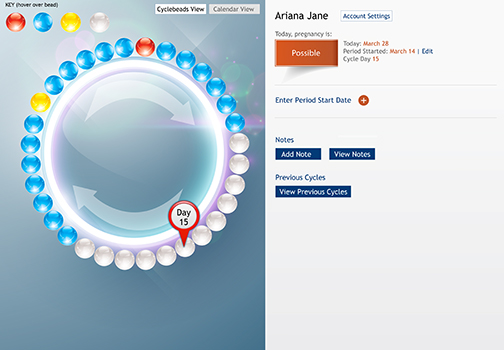 KEY (hover over bead)
Cyclebeads View
Calendar View
Day
15
Ariana Jane
Account Settings
Today, pregnancy is:
Possible
Today: March 28
Period Stsarted: March 14 | Edit
Cycle Day 15
Enter Period Start Date
Notes
Add Note
View Notes
Previous Cycles
View Previous Cycles